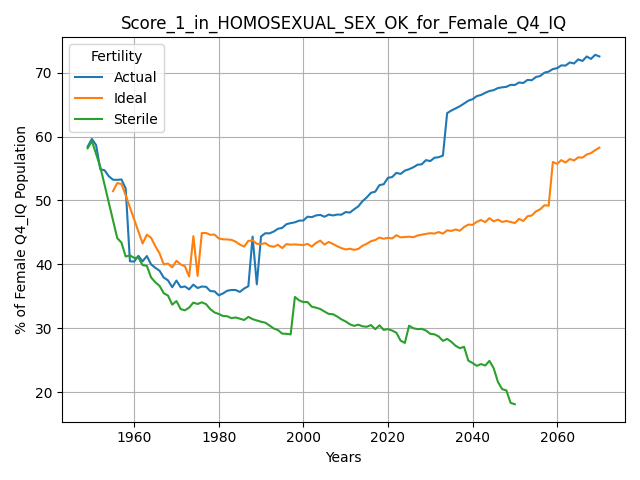 Score_1_in_HOMOSEXUAL_SEX_OK_for_Female_Q4_IQ
Fertility
Actual
Ideal
Sterile
% of Female Q4_IQ Population
70
60
50
40
30
20
1960
1980
2000
2020
2040
2060
Years